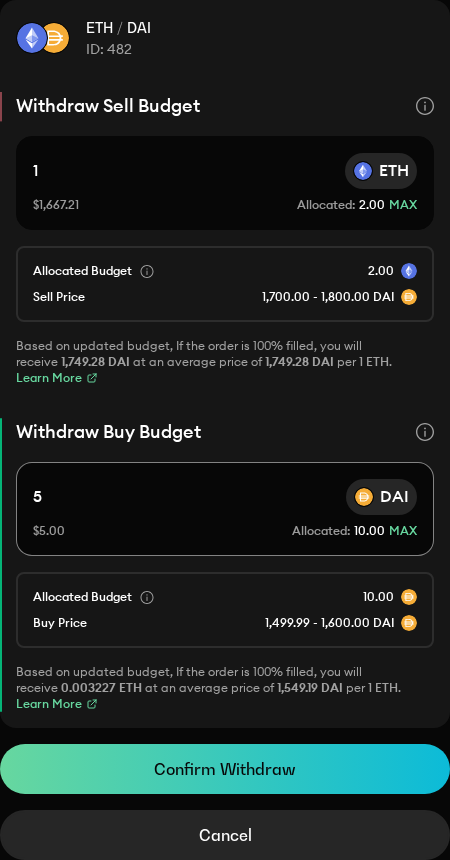 ETH / DAI
ID: 482
Withdraw Sell Budget
1 ETH
$1,667.21 Allocated: 2.00 MAX
Allocated Budget 2.00
Sell Price 1,700.00 - 1,800.00 DAI
Based on updated budget, If the order is 100% filled, you will
receive 1,749.28 DAI at an average price of 1,749.28 DAI per 1 ETH.
Learn More
Withdraw Buy Budget
5 DAI
$5.00 Allocated: 10.00 MAX
Allocated Budget 10.00
Buy Price 1,499.99 - 1,600.00 DAI
Based on updated budget, If the order is 100% filled, you will
receive 0.003227 ETH at an average price of 1,549.19 DAI per 1 ETH.
Learn More
Confirm Withdraw
Cancel